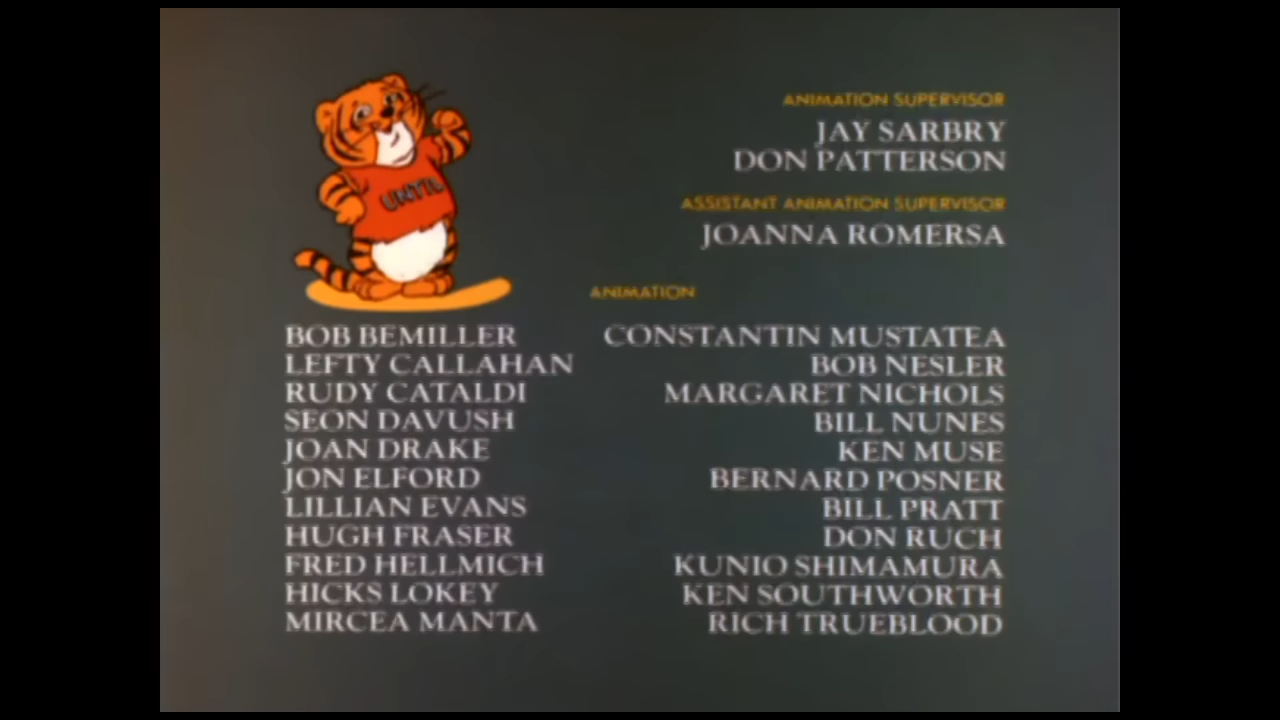 UNTIL
ANIMATION SUPERVISOR
JAY SARBRY
DON PATTERSON
ASSISTANT ANIMATION SUPERVISOR
JOANNA ROMERSA
ANIMATION
BOB BEMILLER
LEFTY CALLAHAN
RUDY CATALDI
SEON DAVUSH
JOAN DRAKE
JON ELFORD
LILLIAN EVANS
HUGH FRASER
FRED HELLMICH
HICKS LOKEY
MIRCEA MANTA
CONSTANTIN MUSTATEA
BOB NESLER
MARGARET NICHOLS
BILL NUNES
KEN MUSE
BERNARD POSNER
BILL PRATT
DON RUCH
KUNIO SHIMAMURA
KEN SOUTHWORTH
RICH TRUEBLOOD